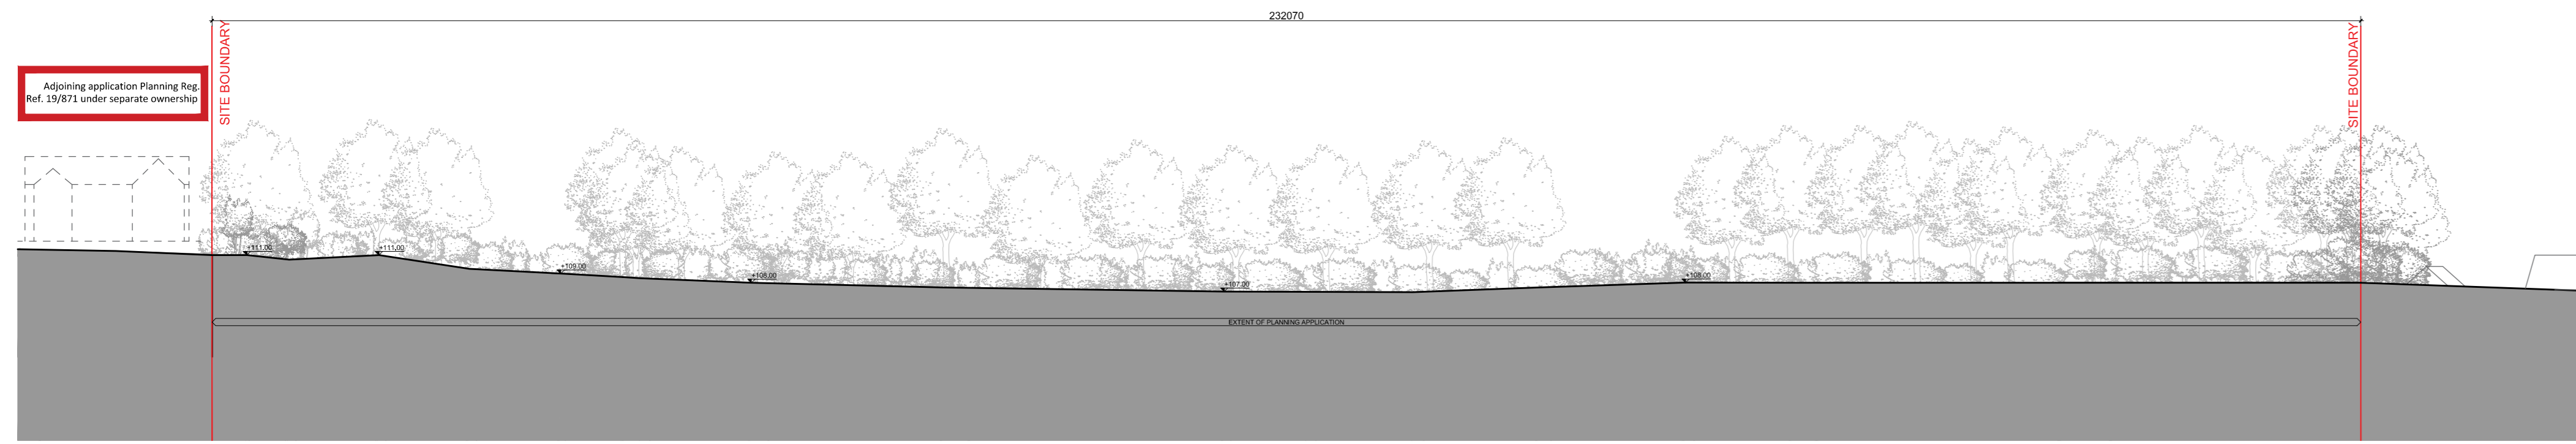 232070
SITE BOUNDARY
SITE BOUNDARY
Adjoining application Planning Reg.
Ref. 19/871 under separate ownership
+111.00
+111.00
+109.00
+108.00
+107.00
+108.00
EXTENT OF PLANNING APPLICATION